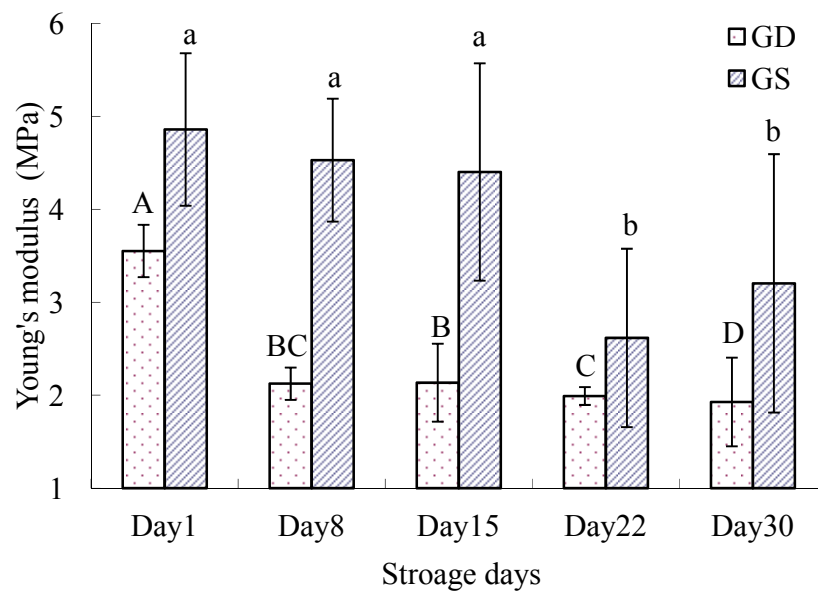 Young's modulus (MPa)
6
5
4
3
2
1
GD
GS
A
a
BC
a
B
a
C
b
D
b
Day1 Day8 Day15 Day22 Day30
Stroage days